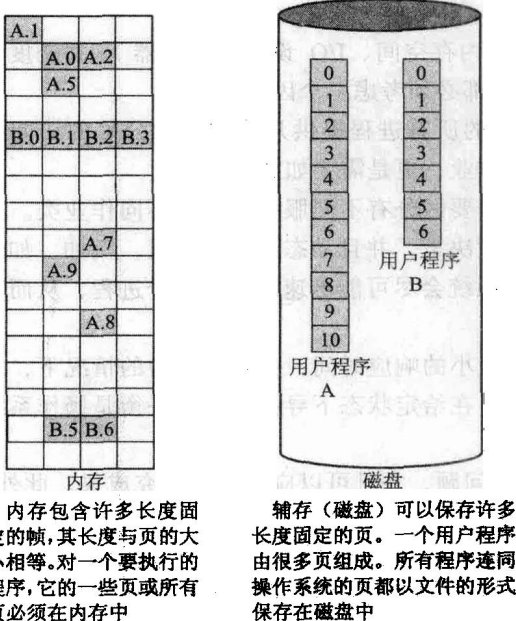 A.1
A.0 A.2
A.5
B.0 B.1 B.2 B.3
A.7
A.9
A.8
B.5 B.6
内存
0
1
2
3
4
5
6
7
8
9
10
用户程序
A
0
1
2
3
4
5
6
用户程序
B
磁盘
内存包含许多长度固
定的帧,其长度与页的大
小相等。对一个要执行的
程序,它的一些页或所有
页必须在内存中
辅存(磁盘)可以保存许多
长度固定的页。一个用户程序
由很多页组成。所有程序连同
操作系统的页都以文件的形式
保存在磁盘中